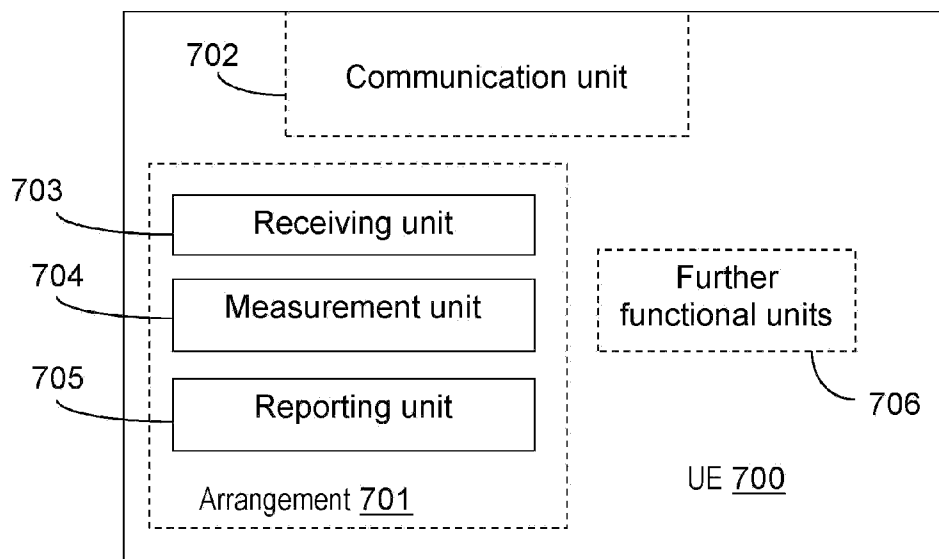 702
Communication unit
703
Receiving unit
704
Measurement unit
Further
functional units
705
Reporting unit
706
Arrangement 701
UE 700